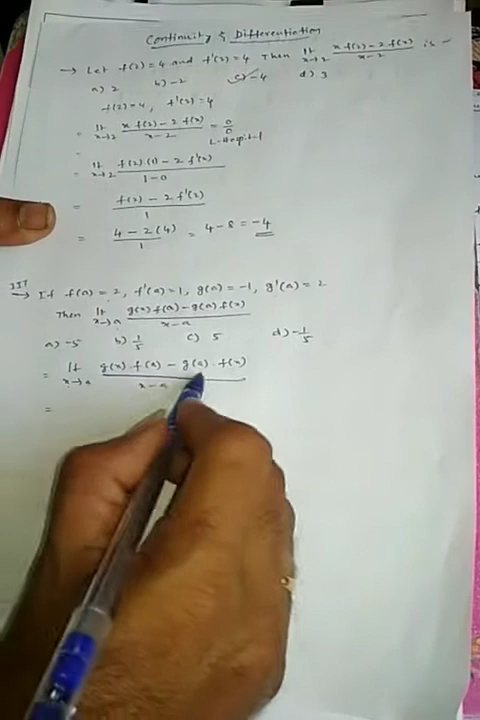 Continuity & Differentiation
→ Let f(2)=4 and f'(2)=4 Then lt x→2 x f(2)-2 f(x) / x-2 is -
a) 2 b) -2 c) -4 d) 3
f(2)=4, f'(2)=4
= lt x→2 x f(2)-2 f(x) / x-2 = 0/0
L-Hospital
= lt x→2 f(2).(1)-2 f'(x) / 1-0
= f(2)-2 f'(2) / 1
= 4-2(4) / 1 = 4-8 = -4
→ If f(a)=2, f'(a)=1, g(a)=-1, g'(a)=2
Then lt x→a g(x) f(a)-g(a) f(x) / x-a
a) -5 b) 1/5 c) 5 d) -1/5
= lt x→a g(x).f(a)-g(a).f(x) / x-a
=